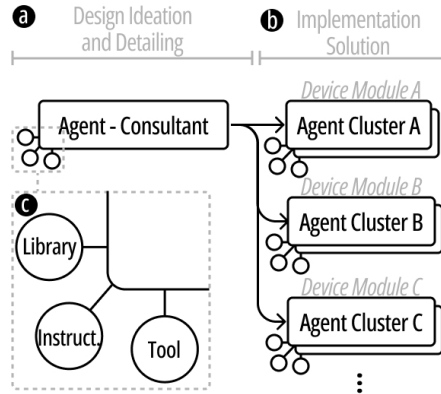 a Design Ideation
and Detailing
b Implementation
Solution
Device Module A
Agent - Consultant
Agent Cluster A
Device Module B
Agent Cluster B
c
Library
Instruct.
Tool
Device Module C
Agent Cluster C
⋮